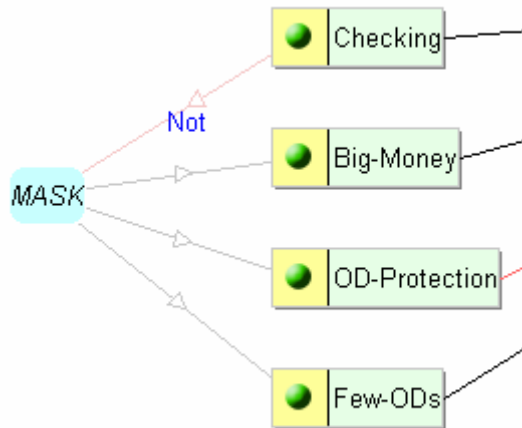 Checking
Not
Big-Money
MASK
OD-Protection
Few-ODs